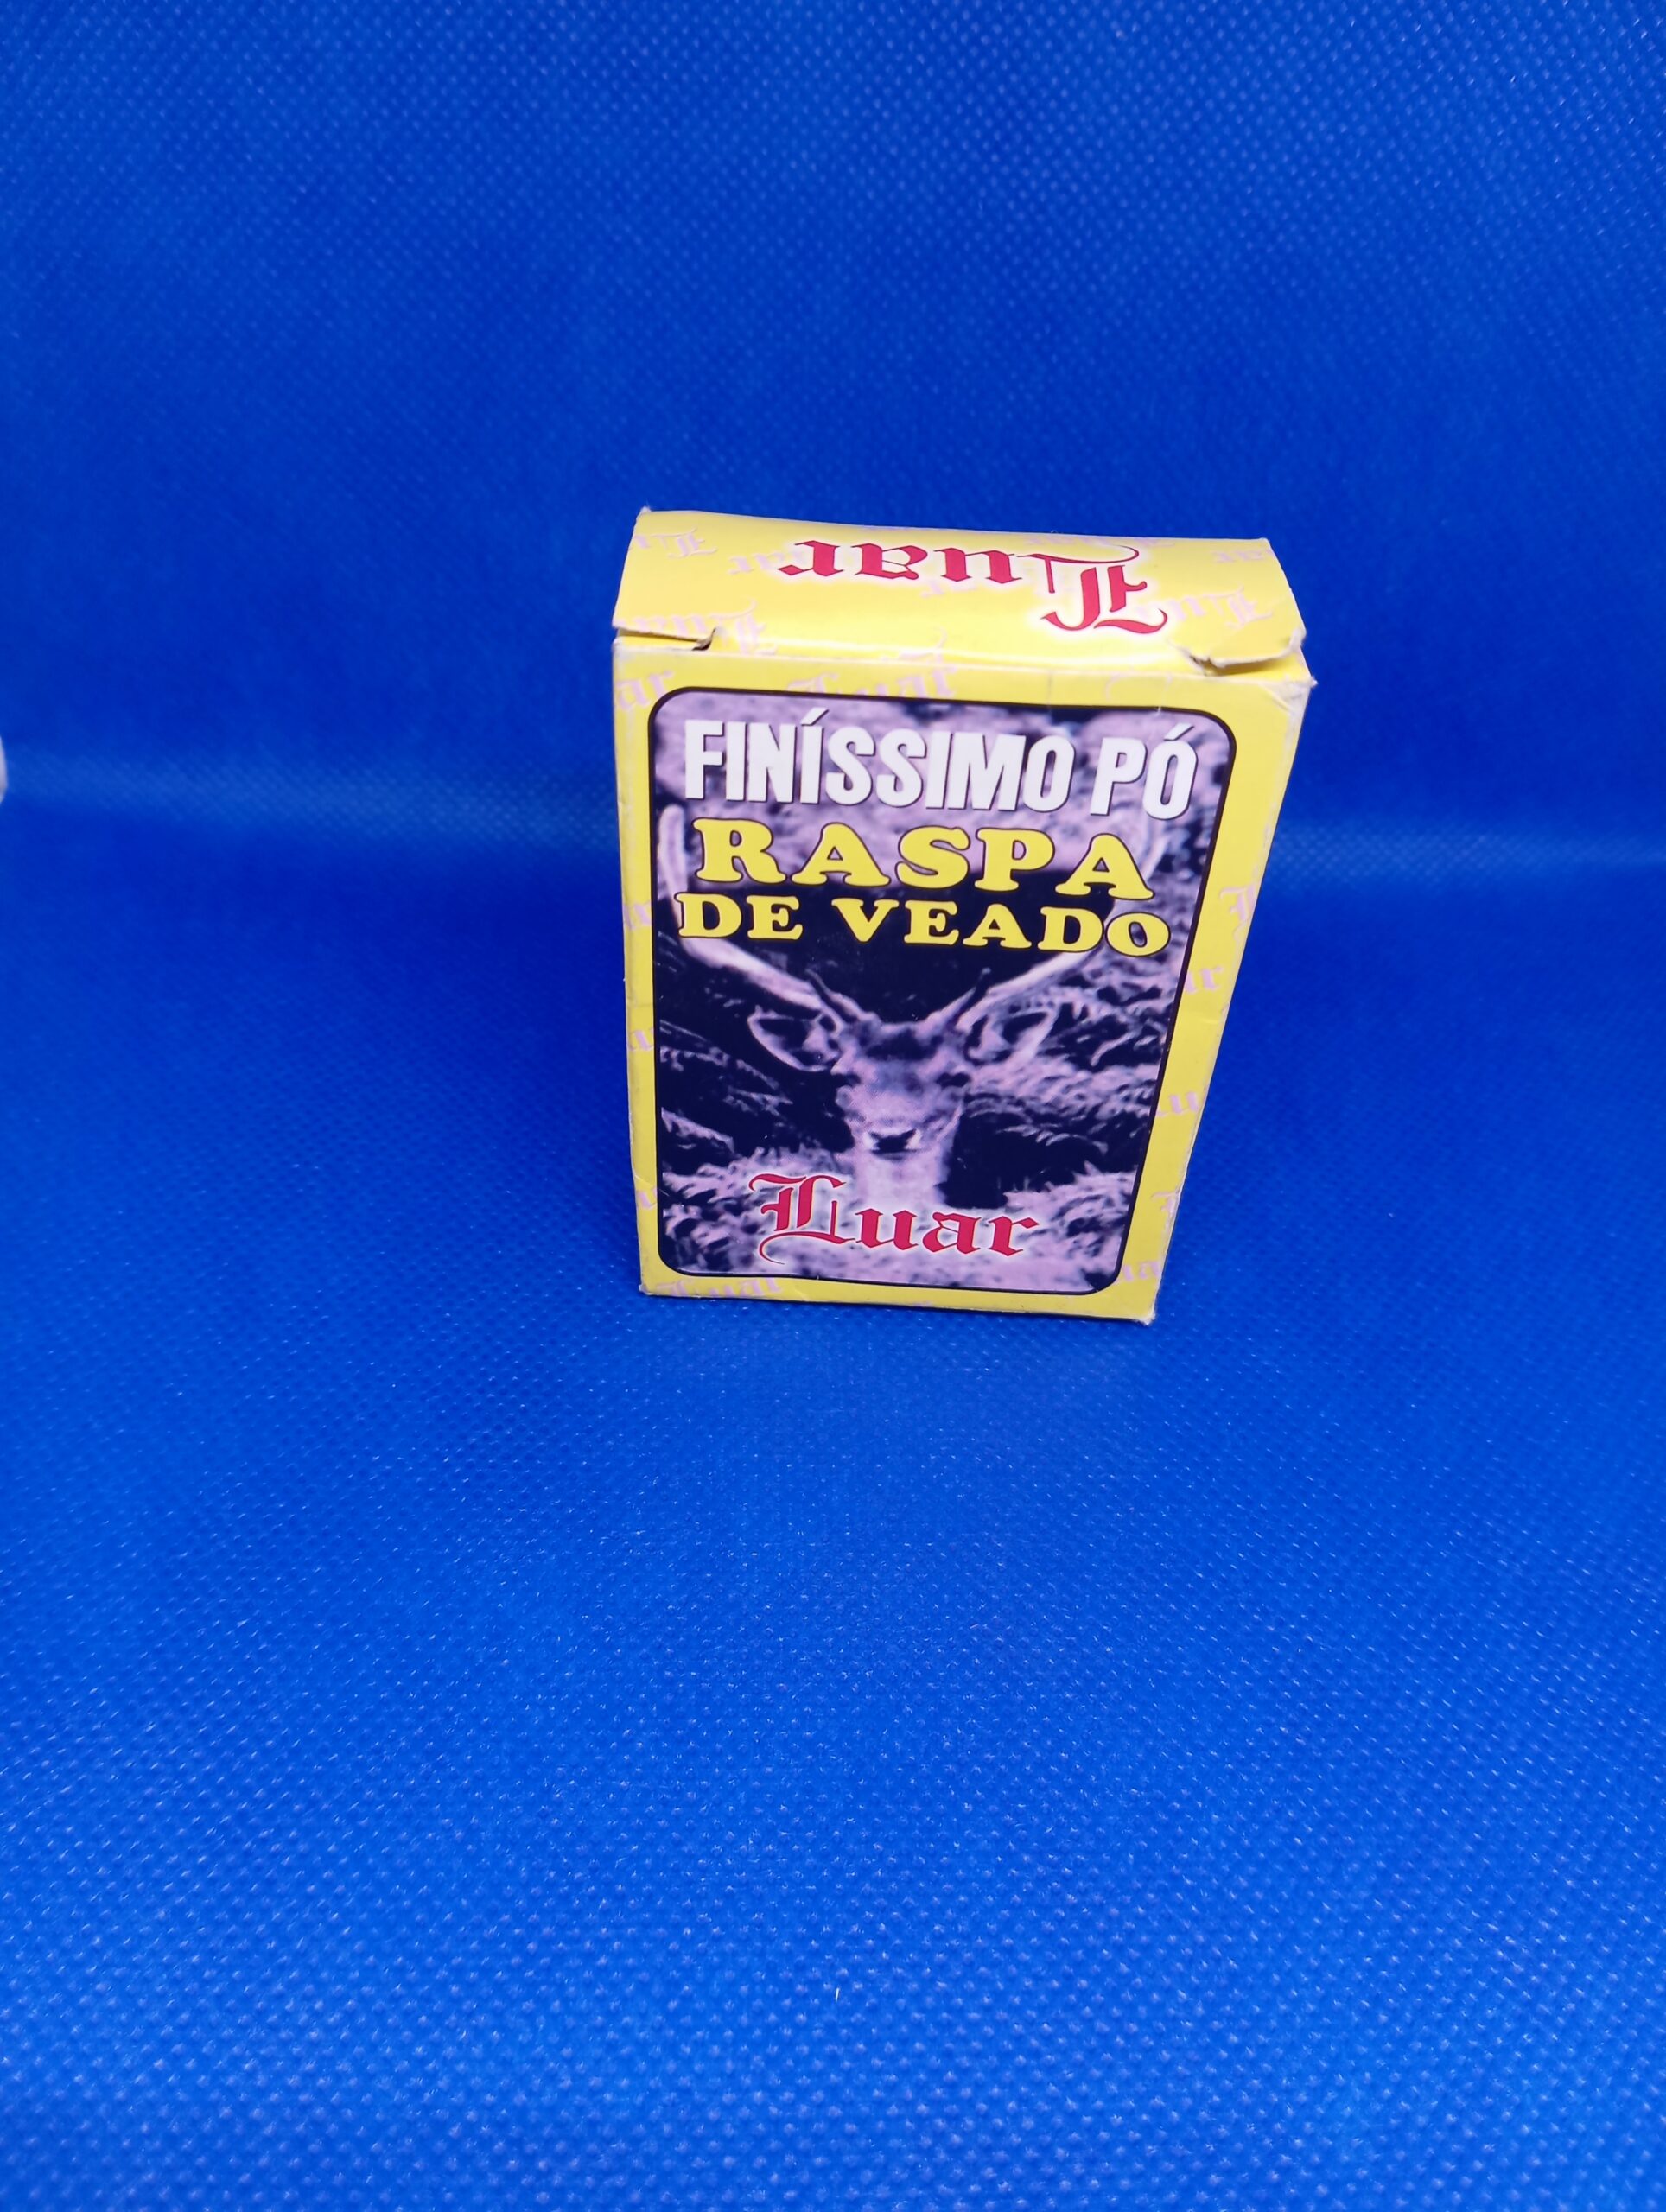 Luar
FINÍSSIMO PÓ
RASPA
DE VEADO
Luar